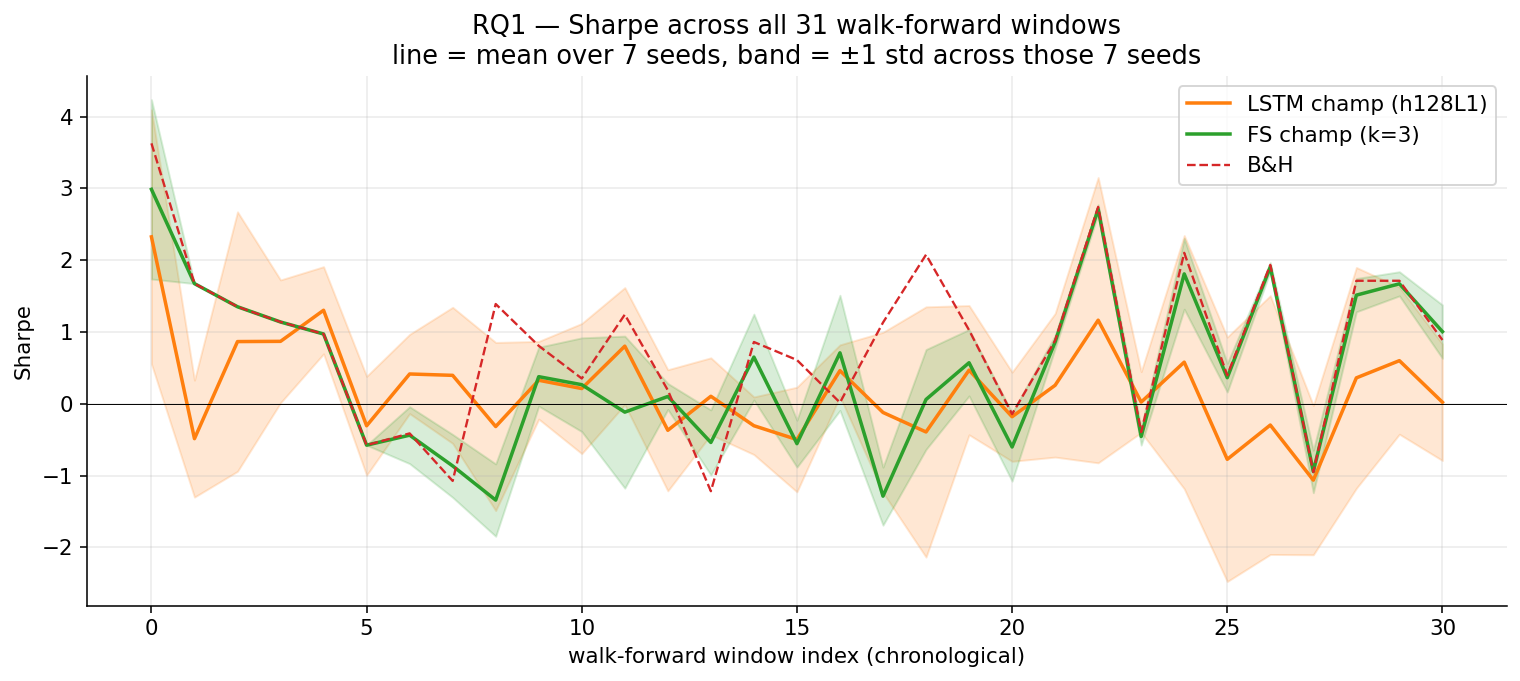 RQ1 — Sharpe across all 31 walk-forward windows
line = mean over 7 seeds, band = ±1 std across those 7 seeds
LSTM champ (h128L1)
FS champ (k=3)
B&H
Sharpe
4
3
2
1
0
−1
−2
0 5 10 15 20 25 30
walk-forward window index (chronological)